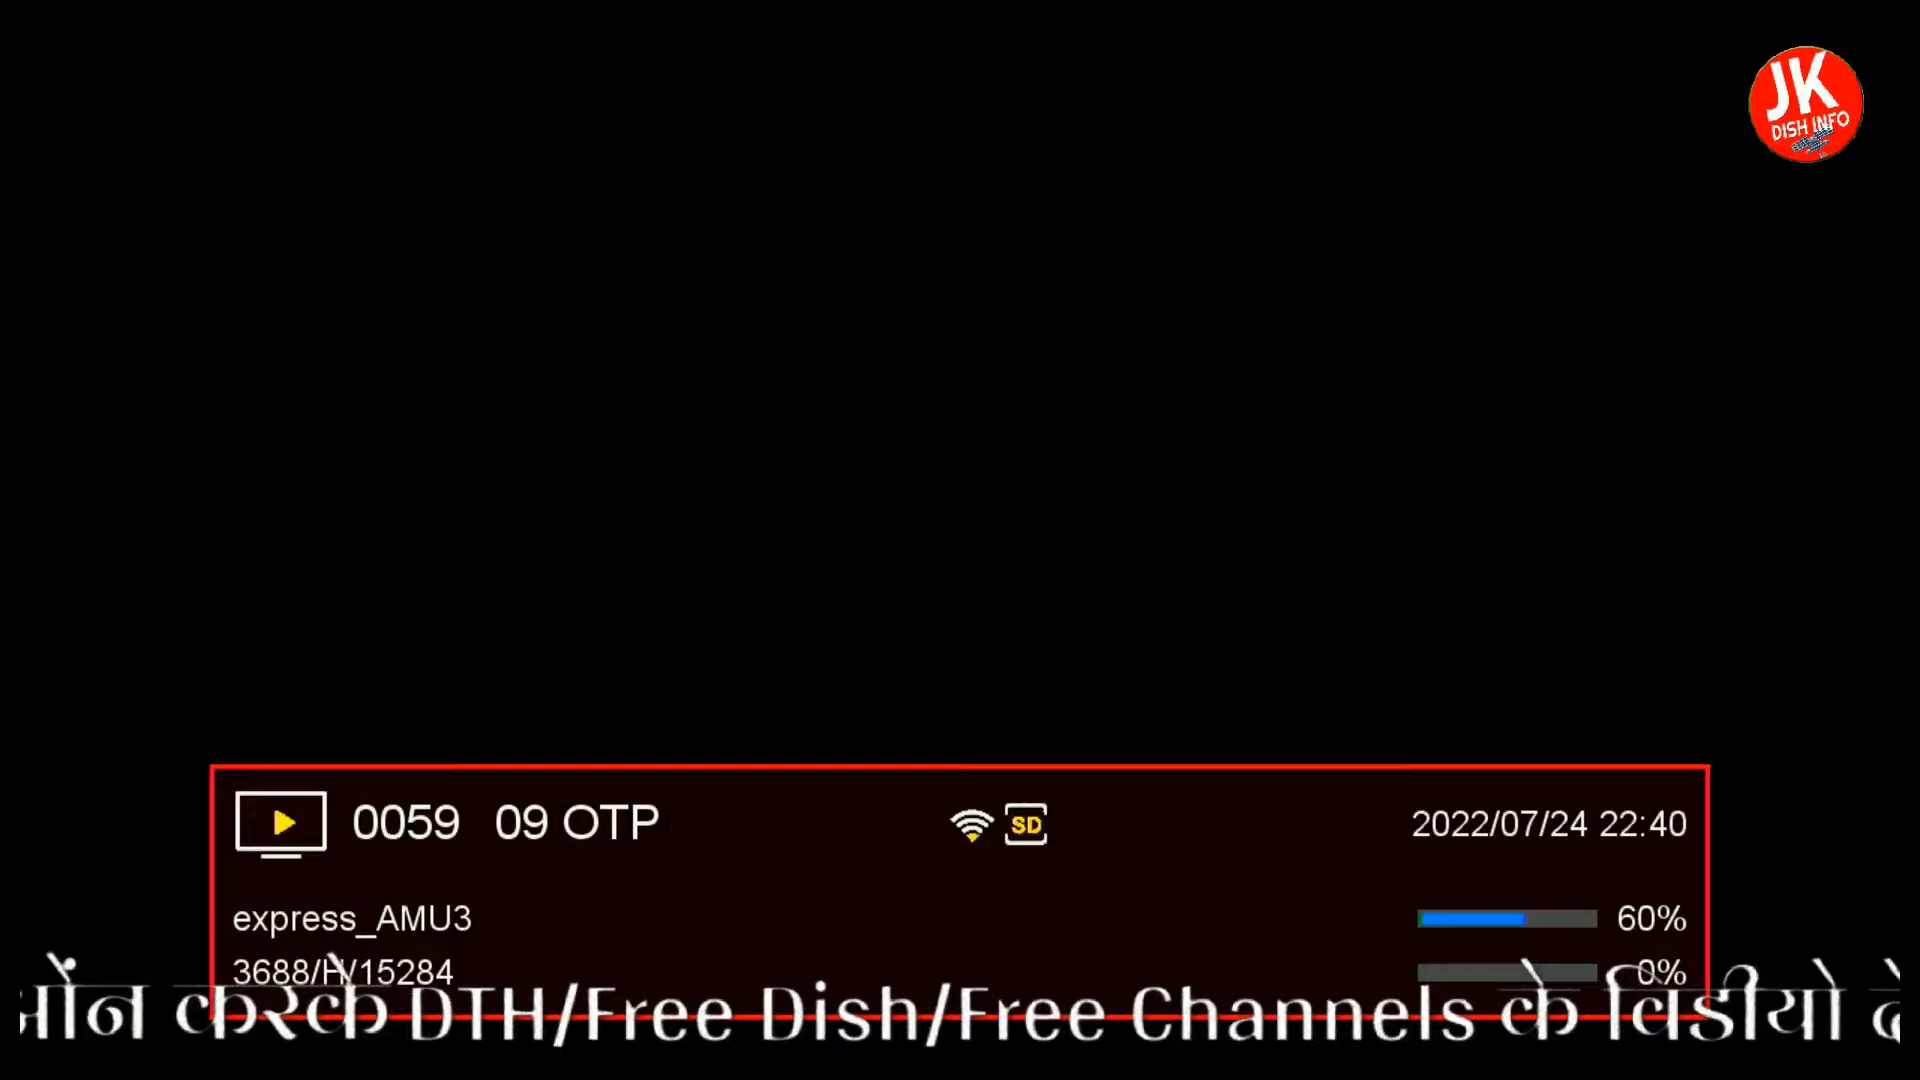 JK
DISH INFO
0059 09 OTP
SD
2022/07/24 22:40
express_AMU3
60%
3688/H/15284
0%
करके DTH/Free Dish/Free Channels के विडीयो